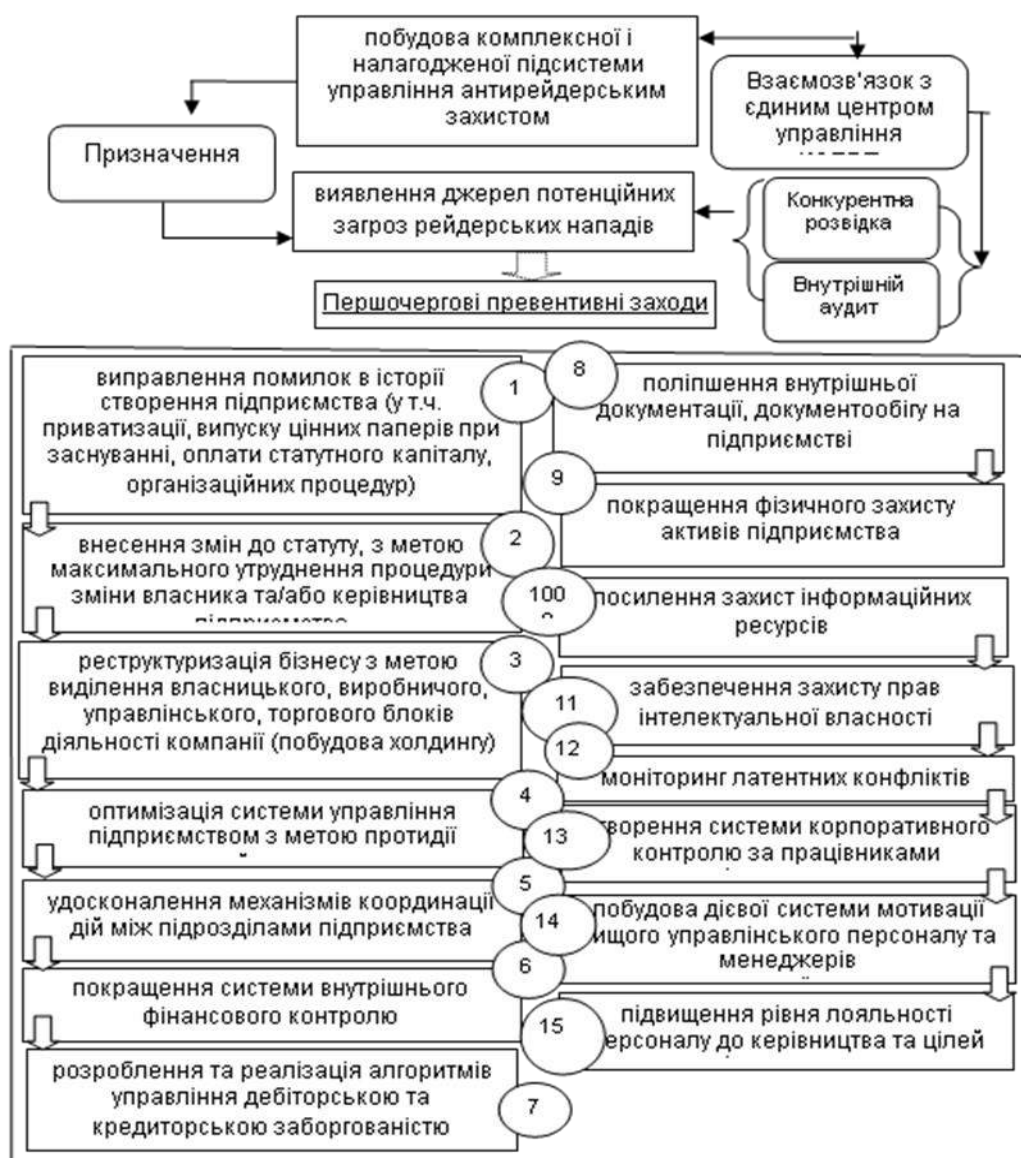 побудова комплексної і
налагодженої підсистеми
управління антирейдерським
захистом
Взаємозв'язок з
єдиним центром
управління
Призначення
виявлення джерел потенційних
загроз рейдерських нападів
Конкурентна
розвідка
Внутрішній
аудит
Першочергові превентивні заходи
1
виправлення помилок в історії
створення підприємства (у т.ч.
приватизації, випуску цінних паперів при
заснуванні, оплати статутного капіталу,
організаційних процедур)
2
внесення змін до статуту, з метою
максимального утруднення процедури
зміни власника та/або керівництва
підприємства
3
реструктуризація бізнесу з метою
виділення власницького, виробничого,
управлінського, торгового блоків
діяльності компанії (побудова холдингу)
4
оптимізація системи управління
підприємством з метою протидії
5
удосконалення механізмів координації
дій між підрозділами підприємства
6
покращення системи внутрішнього
фінансового контролю
7
розроблення та реалізація алгоритмів
управління дебіторською та
кредиторською заборгованістю
8
поліпшення внутрішньої
документації, документообігу на
підприємстві
9
покращення фізичного захисту
активів підприємства
100
посилення захист інформаційних
ресурсів
11
забезпечення захисту прав
інтелектуальної власності
12
моніторинг латентних конфліктів
13
творення системи корпоративного
контролю за працівниками
14
побудова дієвої системи мотивації
ищого управлінського персоналу та
менеджерів
15
підвищення рівня лояльності
ерсоналу до керівництва та цілей